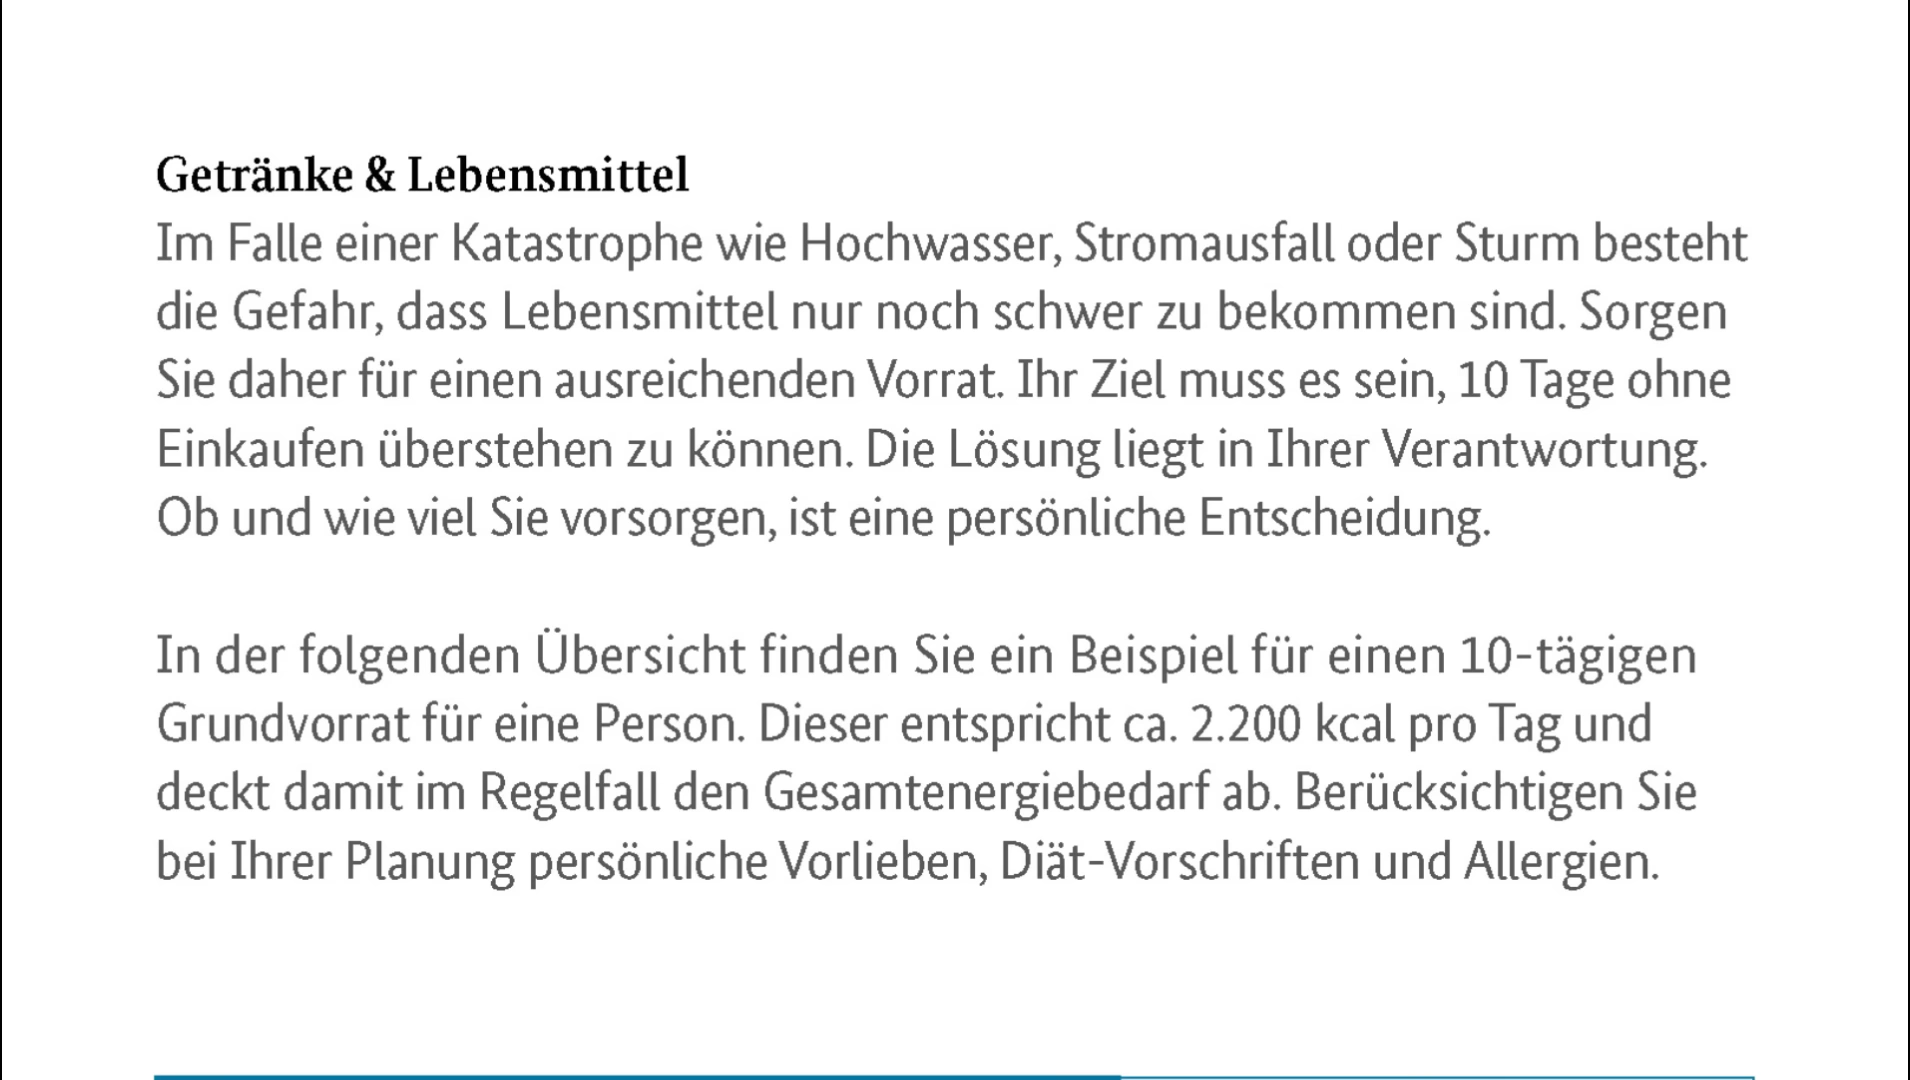 Getränke & Lebensmittel
Im Falle einer Katastrophe wie Hochwasser, Stromausfall oder Sturm besteht
die Gefahr, dass Lebensmittel nur noch schwer zu bekommen sind. Sorgen
Sie daher für einen ausreichenden Vorrat. Ihr Ziel muss es sein, 10 Tage ohne
Einkaufen überstehen zu können. Die Lösung liegt in Ihrer Verantwortung.
Ob und wie viel Sie vorsorgen, ist eine persönliche Entscheidung.
In der folgenden Übersicht finden Sie ein Beispiel für einen 10-tägigen
Grundvorrat für eine Person. Dieser entspricht ca. 2.200 kcal pro Tag und
deckt damit im Regelfall den Gesamtenergiebedarf ab. Berücksichtigen Sie
bei Ihrer Planung persönliche Vorlieben, Diät-Vorschriften und Allergien.